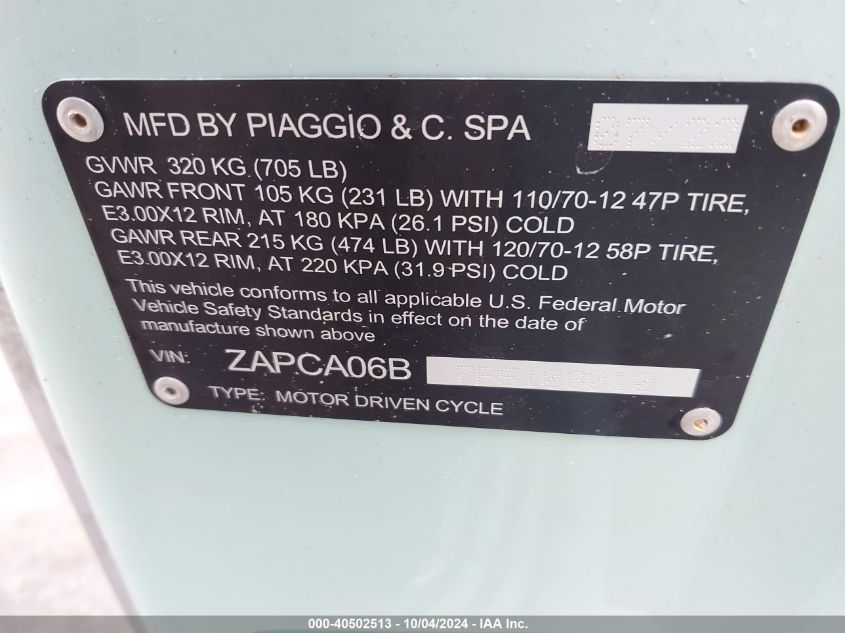 MFD BY PIAGGIO & C. SPA 07/23
GVWR 320 KG (705 LB)
GAWR FRONT 105 KG (231 LB) WITH 110/70-12 47P TIRE,
E3.00X12 RIM, AT 180 KPA (26.1 PSI) COLD
GAWR REAR 215 KG (474 LB) WITH 120/70-12 58P TIRE,
E3.00X12 RIM, AT 220 KPA (31.9 PSI) COLD
This vehicle conforms to all applicable U.S. Federal Motor
Vehicle Safety Standards in effect on the date of
manufacture shown above
VIN: ZAPCA06B
TYPE: MOTOR DRIVEN CYCLE
000-40502513 - 10/04/2024 - IAA Inc.